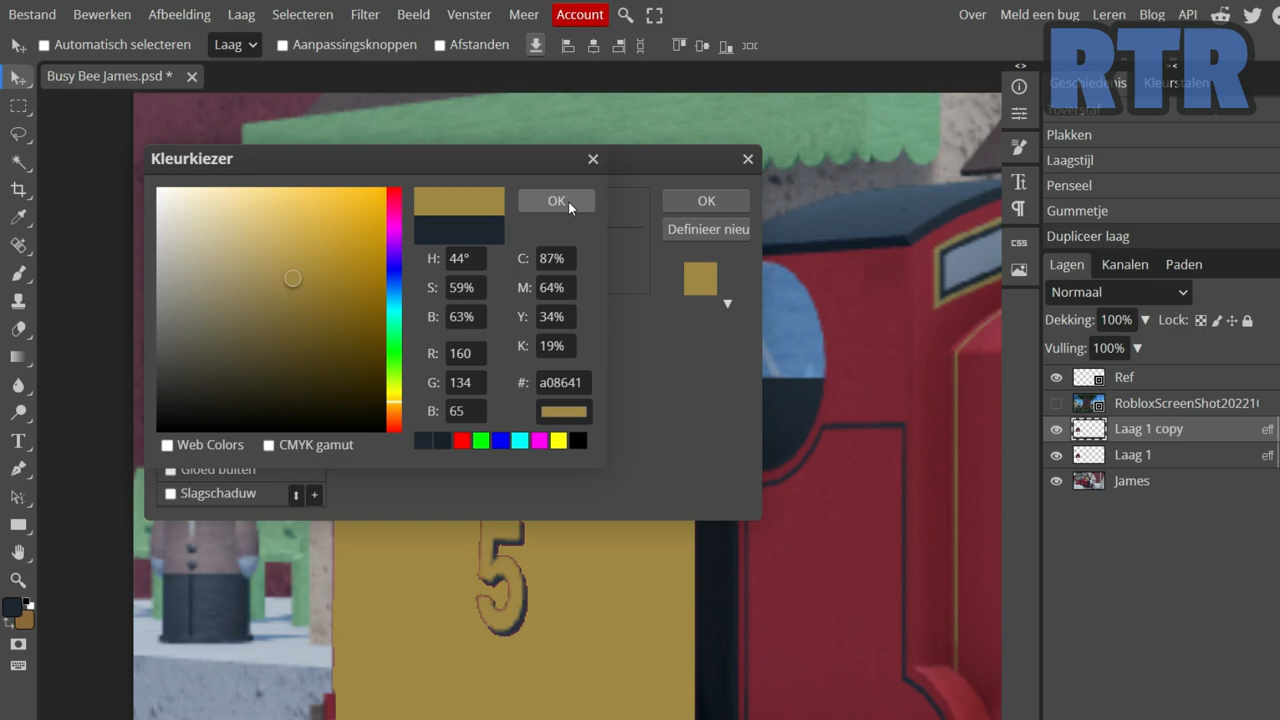 Bestand Bewerken Afbeelding Laag Selecteren Filter Beeld Venster Meer Account Over Meld een bug Leren Blog API
Automatisch selecteren Laag Aanpassingsknoppen Afstanden
RTR
Busy Bee James.psd *
Geschiedenis Kleurstalen
Toverstaf
Plakken
Laagstijl
Penseel
Gummetje
Dupliceer laag
Kleurkiezer
OK
OK
Definieer nieu
H: 44° C: 87%
S: 59% M: 64%
B: 63% Y: 34%
K: 19%
R: 160
G: 134 #: a08641
B: 65
Web Colors CMYK gamut
Gloed buiten
Slagschaduw
css
Lagen Kanalen Paden
Normaal
Dekking: 100% Lock:
Vulling: 100%
Ref
RobloxScreenShot20221
Laag 1 copy eff
Laag 1 eff
James
5